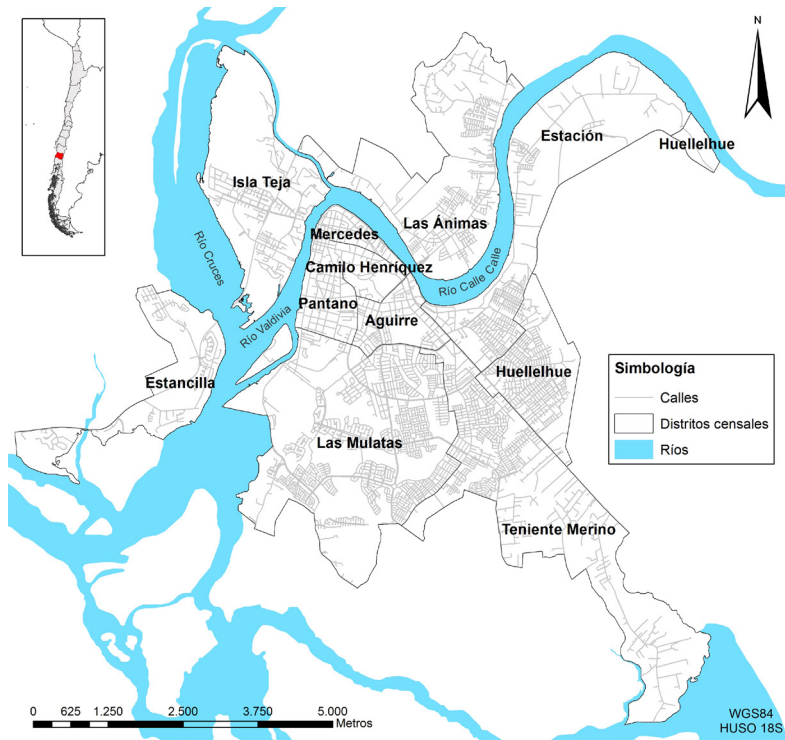 N
Estación
Huellelhue
Isla Teja
Las Ánimas
Mercedes
Río Cruces
Camilo Henríquez
Río Calle Calle
Pantano
Río Valdivia
Aguirre
Huellelhue
Estancilla
Las Mulatas
Teniente Merino
Simbología
Calles
Distritos censales
Ríos
0 625 1.250 2.500 3.750 5.000
Metros
WGS84
HUSO 18S